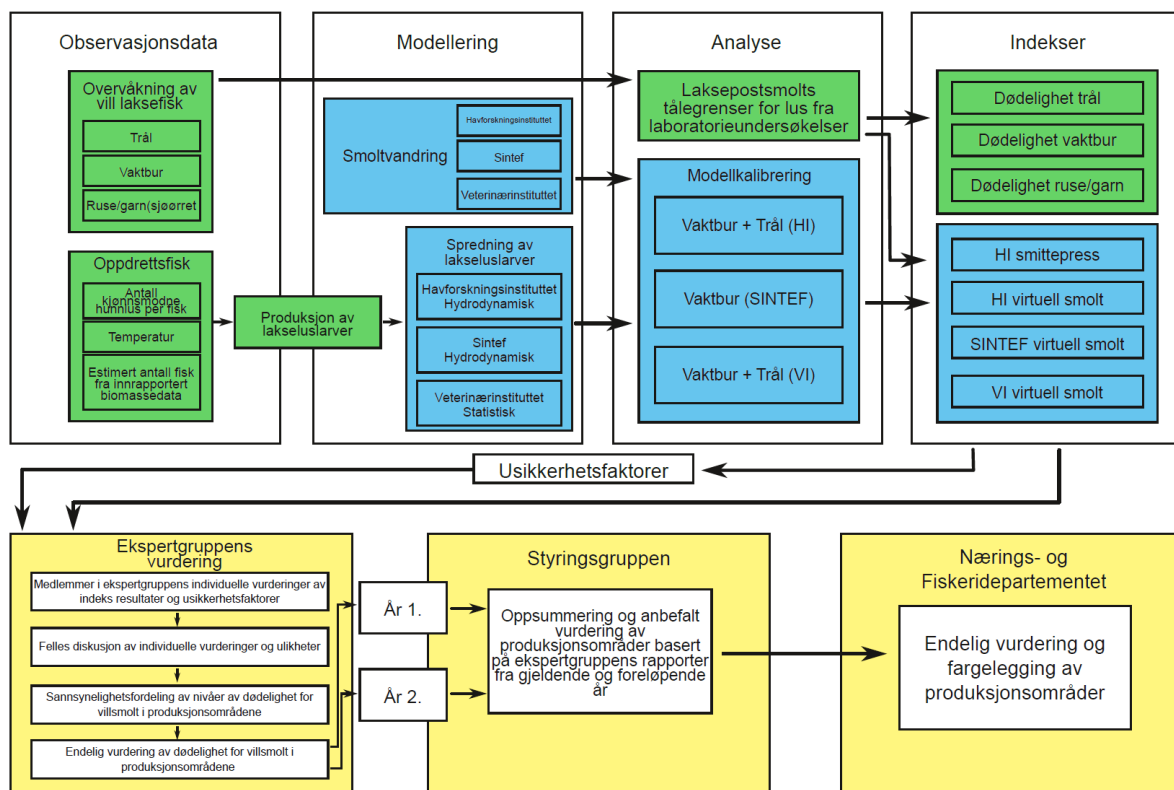 Observasjonsdata
Overvåkning av
vill laksefisk
Trål
Vaktbur
Ruse/garn(sjøørret
Oppdrettsfisk
Antall
kjønnsmodne
hunnlus per fisk
Temperatur
Estimert antall fisk
fra innrapportert
biomassedata
Produksjon av
lakseluslarver
Modellering
Smoltvandring
Havforskningsinstituttet
Sintef
Veterinærinstituttet
Spredning av
lakseluslarver
Havforskningsinstituttet
Hydrodynamisk
Sintef
Hydrodynamisk
Veterinærinstituttet
Statistisk
Analyse
Laksepostsmolts
tålegrenser for lus fra
laboratorieundersøkelser
Modellkalibrering
Vaktbur + Trål (HI)
Vaktbur (SINTEF)
Vaktbur + Trål (VI)
Indekser
Dødelighet trål
Dødelighet vaktbur
Dødelighet ruse/garn
HI smittepress
HI virtuell smolt
SINTEF virtuell smolt
VI virtuell smolt
Usikkerhetsfaktorer
Ekspertgruppens
vurdering
Medlemmer i ekspertgruppens individuelle vurderinger av
indeks resultater og usikkerhetsfaktorer
Felles diskusjon av individuelle vurderinger og ulikheter
Sannsynelighetsfordeling av nivåer av dødelighet for
villsmolt i produksjonsområdene
Endelig vurdering av dødelighet for villsmolt i
produksjonsområdene
År 1.
År 2.
Styringsgruppen
Oppsummering og anbefalt
vurdering av
produksjonsområder basert
på ekspertgruppens rapporter
fra gjeldende og foreløpende
år
Nærings- og
Fiskeridepartementet
Endelig vurdering og
fargelegging av
produksjonsområder